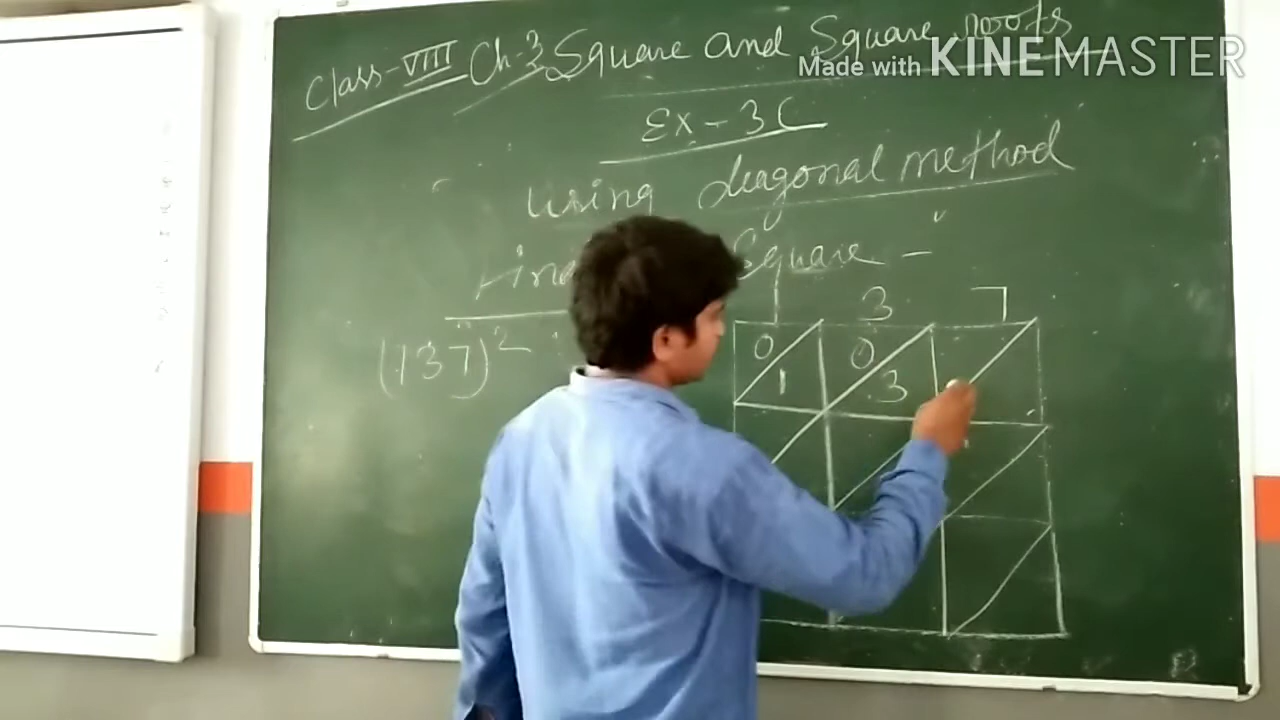 Class-VIII Ch-3 Square and Square roots
Made with KINEMASTER
Ex-3C
using diagonal method
Square -
3 7
(137)²
0 0
1 3